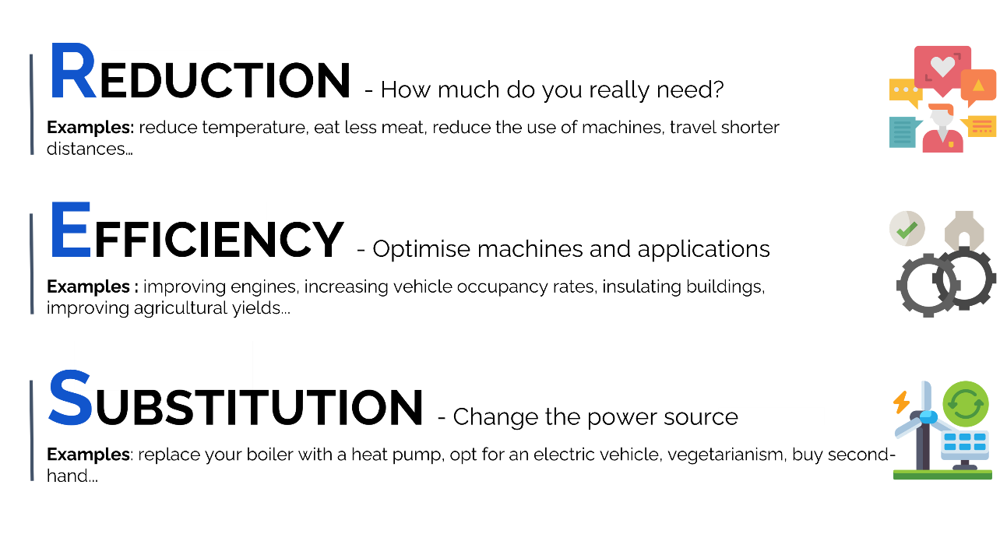 REDUCTION - How much do you really need?
Examples: reduce temperature, eat less meat, reduce the use of machines, travel shorter
distances…
EFFICIENCY - Optimise machines and applications
Examples : improving engines, increasing vehicle occupancy rates, insulating buildings,
improving agricultural yields...
SUBSTITUTION - Change the power source
Examples: replace your boiler with a heat pump, opt for an electric vehicle, vegetarianism, buy second-
hand...